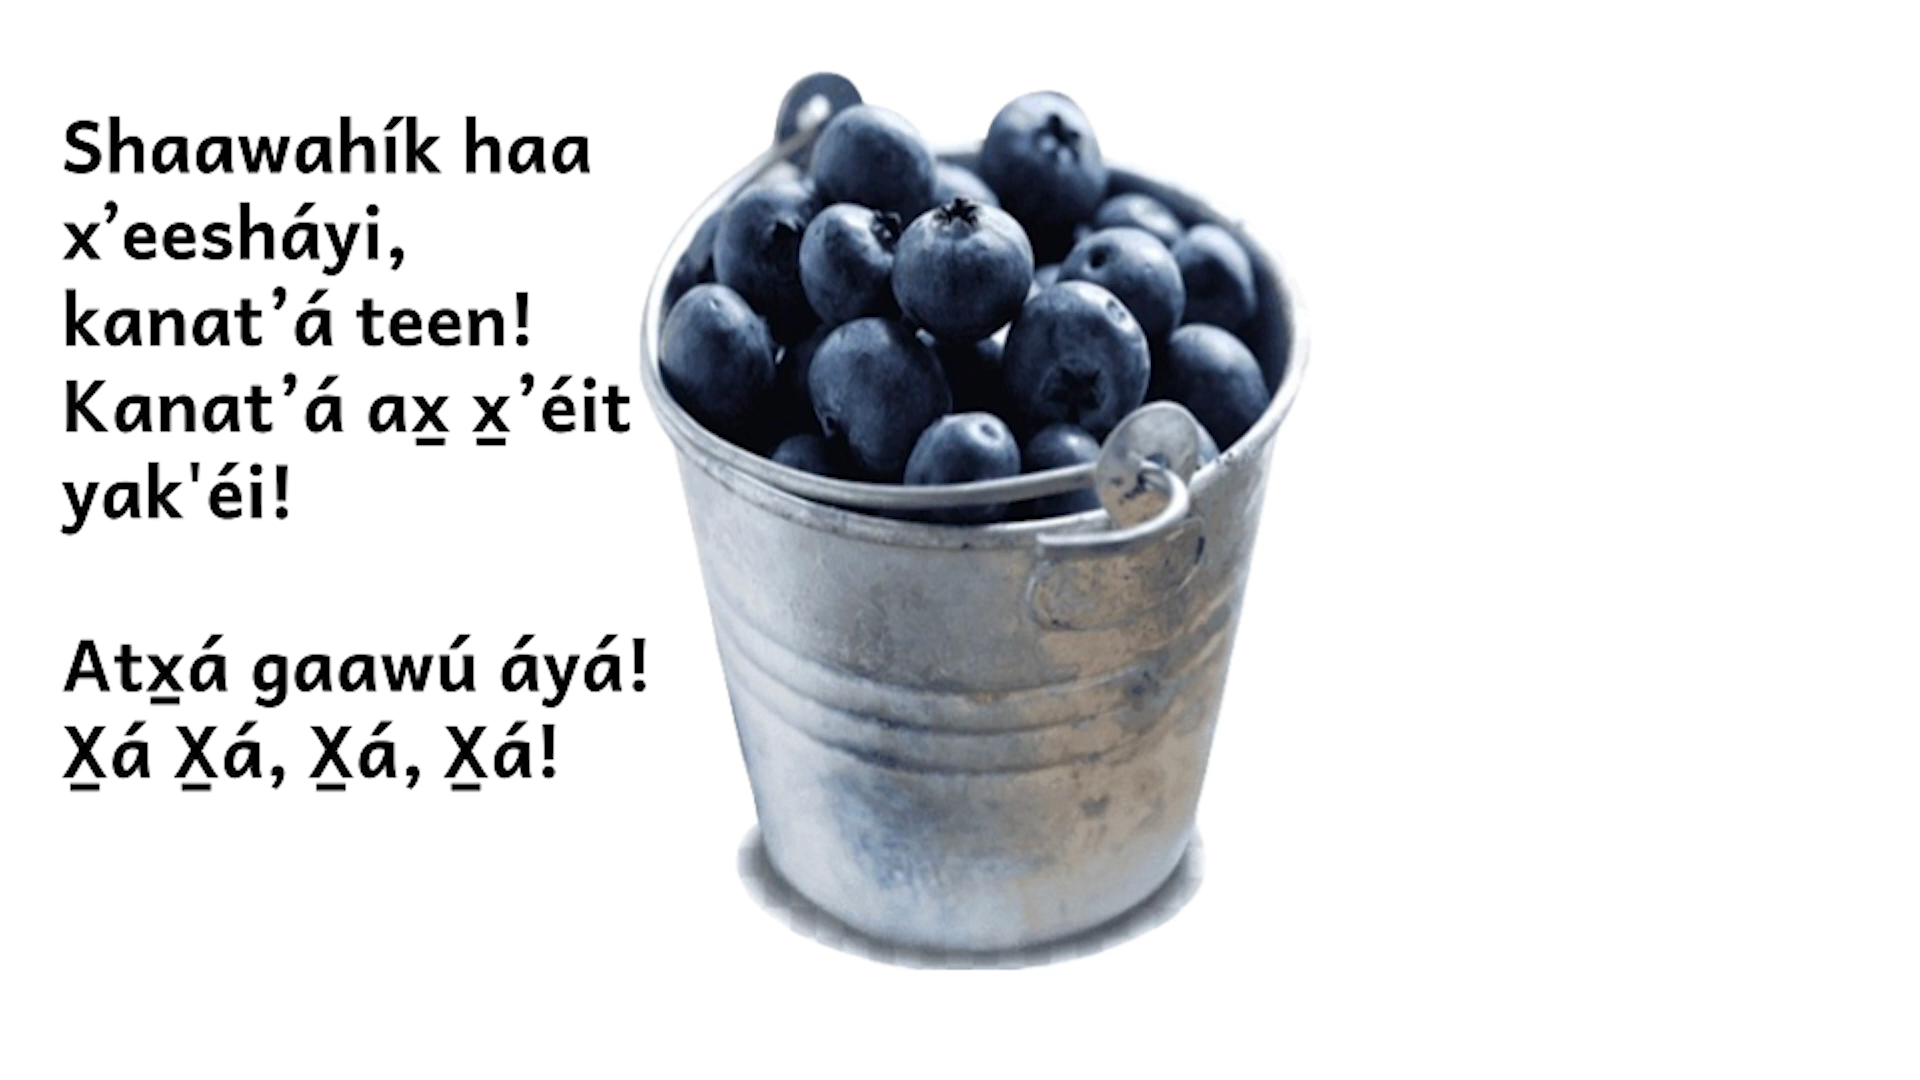 Shaawahík haa
x’eesháyi,
kanat’á teen!
Kanat’á ax̱ x̱’éit
yak'éi!
Atx̱á gaawú áyá!
X̱á X̱á, X̱á, X̱á!